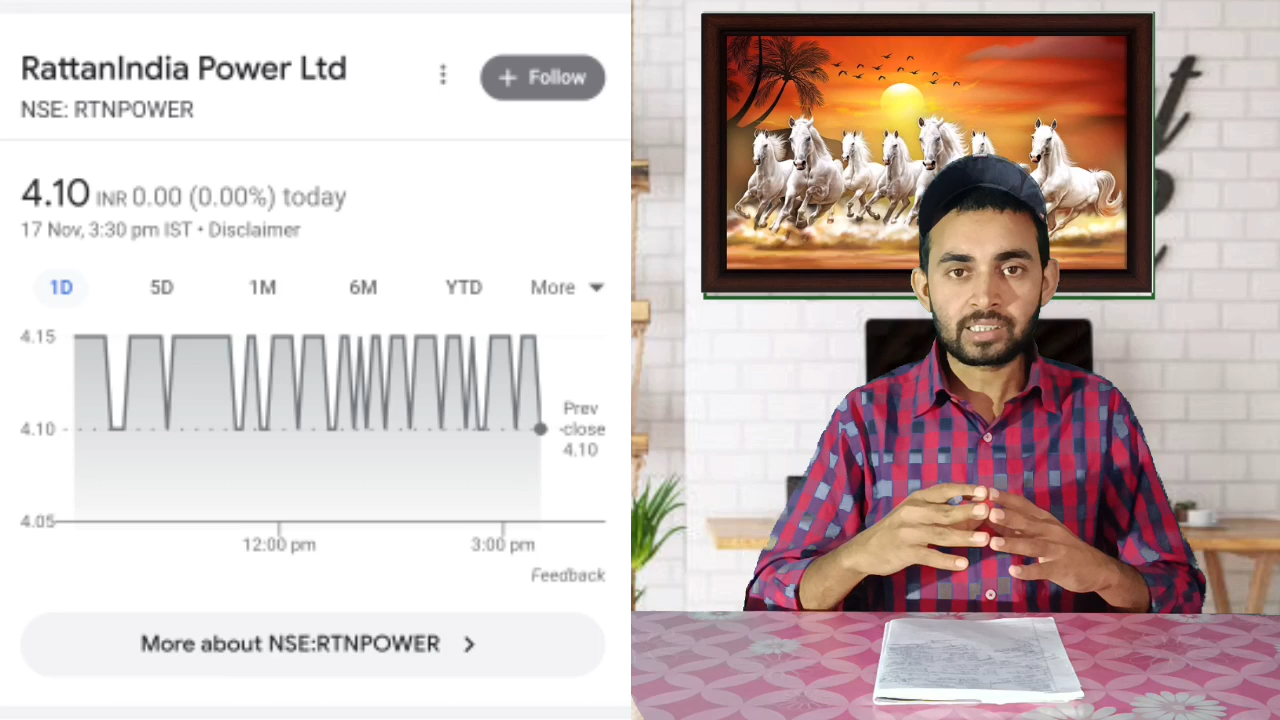 RattanIndia Power Ltd
+ Follow
NSE: RTNPOWER
4.10 INR 0.00 (0.00%) today
17 Nov, 3:30 pm IST • Disclaimer
1D 5D 1M 6M YTD More
4.15
4.10
Prev
close
4.10
4.05
12:00 pm 3:00 pm
Feedback
More about NSE:RTNPOWER